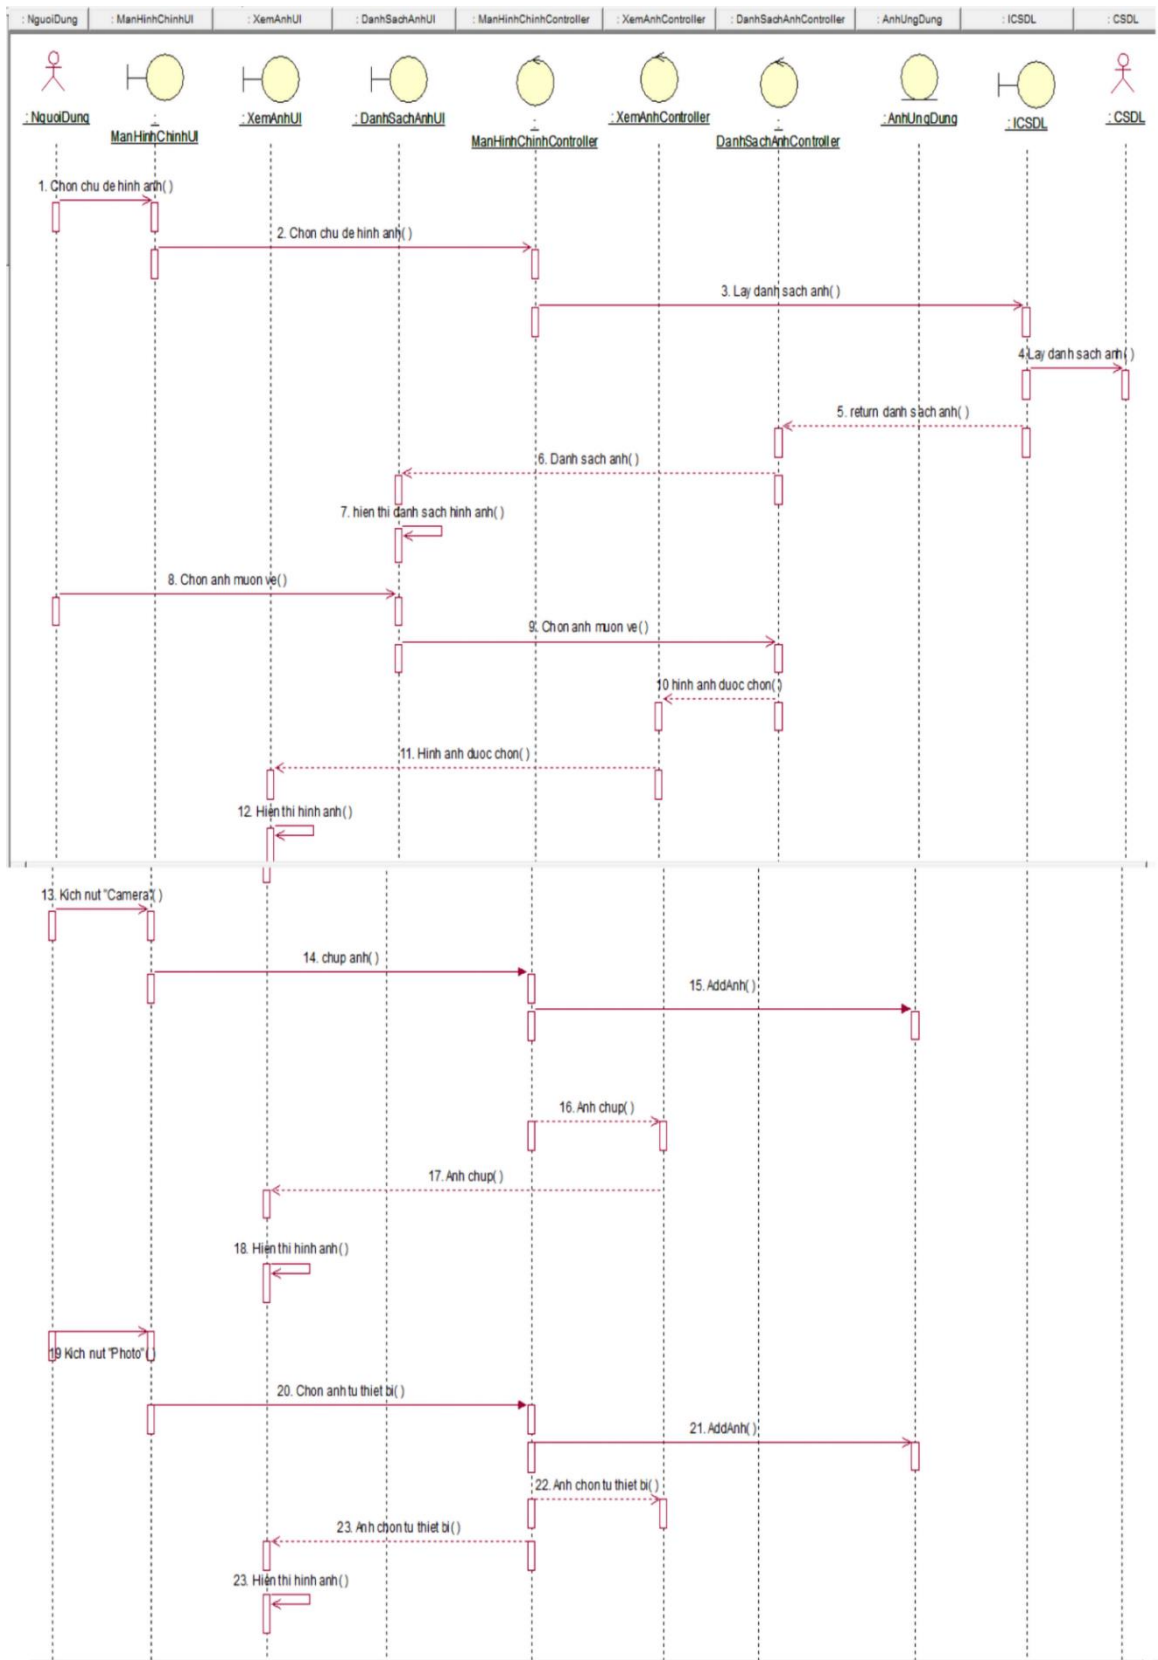 : NguoiDung
: ManHinhChinhUI
: XemAnhUI
: DanhSachAnhUI
: ManHinhChinhController
: XemAnhController
: DanhSachAnhController
: AnhUngDung
: ICSDL
: CSDL
: NguoiDung
:
ManHinhChinhUI
: XemAnhUI
: DanhSachAnhUI
:
ManHinhChinhController
: XemAnhController
:
DanhSachAnhController
: AnhUngDung
: ICSDL
: CSDL
1. Chon chu de hinh anh( )
2. Chon chu de hinh anh( )
3. Lay danh sach anh( )
4.Lay danh sach anh( )
5. return danh sach anh( )
6. Danh sach anh( )
7. hien thi danh sach hinh anh( )
8. Chon anh muon ve( )
9. Chon anh muon ve( )
10 hinh anh duoc chon( )
11. Hinh anh duoc chon( )
12. Hien thi hinh anh( )
13. Kich nut "Camera"( )
14. chup anh( )
15. AddAnh( )
16. Anh chup( )
17. Anh chup( )
18. Hien thi hinh anh( )
19 Kich nut "Photo"( )
20. Chon anh tu thiet bi( )
21. AddAnh( )
22. Anh chon tu thiet bi( )
23. Anh chon tu thiet bi( )
23. Hien thi hinh anh( )